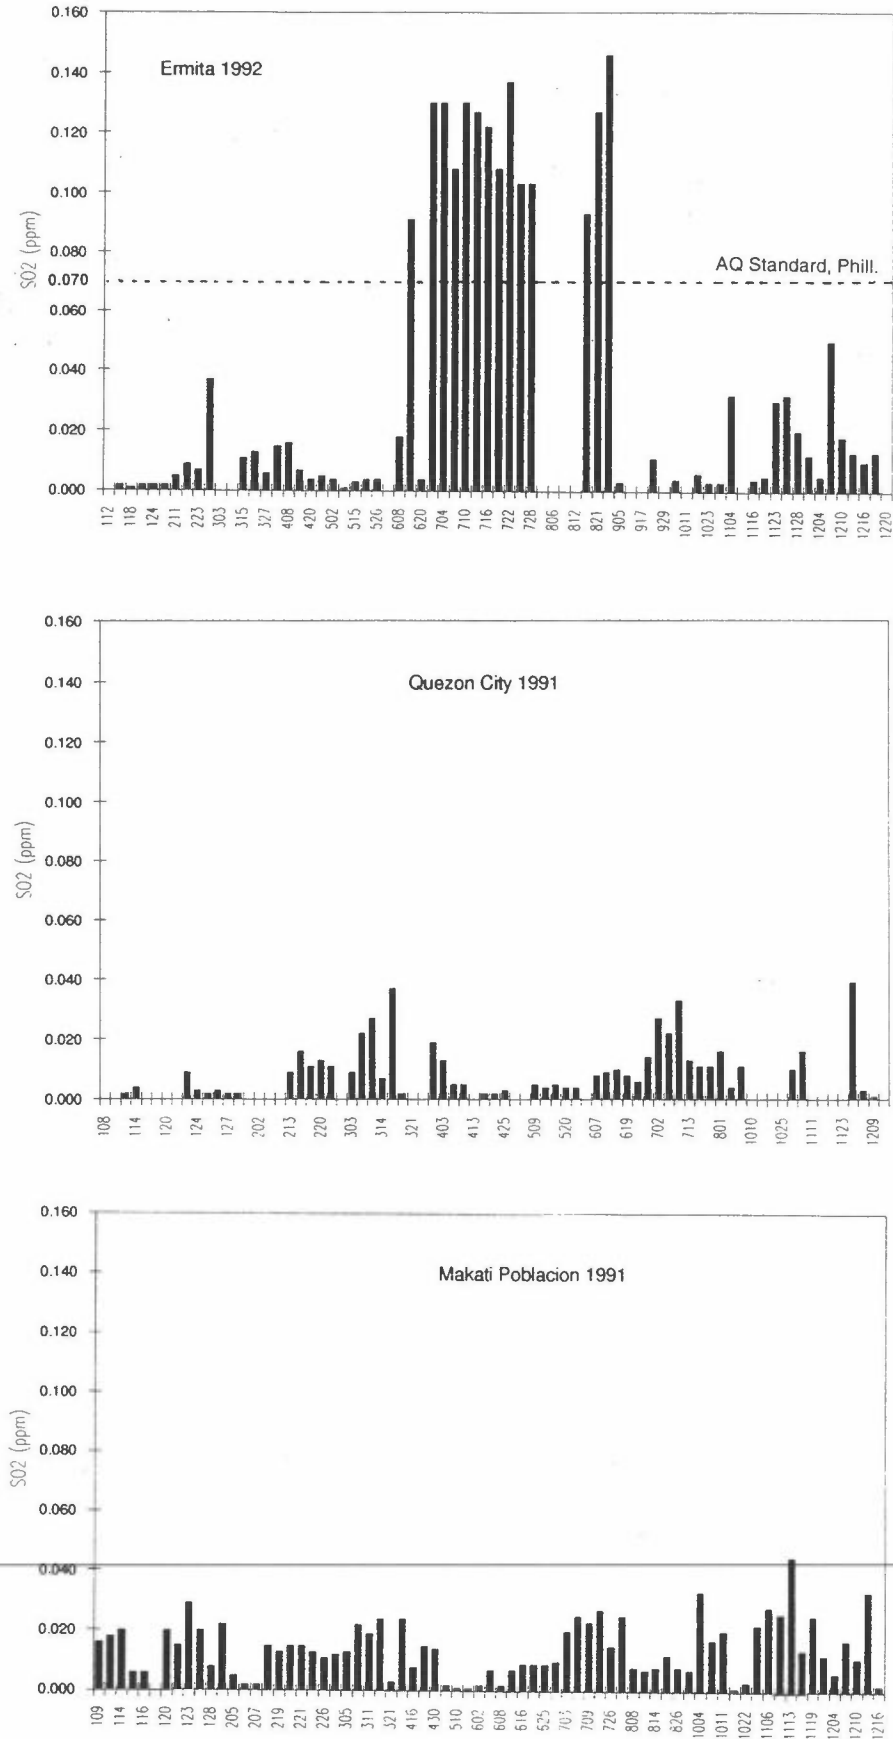 0.160
Ermita 1992
0.140
0.120
0.100
0.080
0.070
0.060
0.040
0.020
0.000
SO2 (ppm)
AQ Standard, Phill.
112 118 124 211 223 303 315 327 408 420 502 515 526 608 620 704 710 716 722 728 806 812 821 905 917 929 1011 1023 1104 1116 1123 1128 1204 1210 1216 1220
0.160
Quezon City 1991
0.140
0.120
0.100
0.080
0.060
0.040
0.020
0.000
SO2 (ppm)
108 114 120 124 127 202 213 220 303 314 321 403 413 425 509 520 607 619 702 713 801 1010 1025 1111 1123 1209
0.160
Makati Poblacion 1991
0.140
0.120
0.100
0.080
0.060
0.040
0.020
0.000
SO2 (ppm)
109 114 116 120 123 128 205 207 219 221 226 305 311 321 416 430 510 602 608 616 625 703 709 726 808 814 826 1004 1011 1022 1106 1113 1119 1204 1210 1216